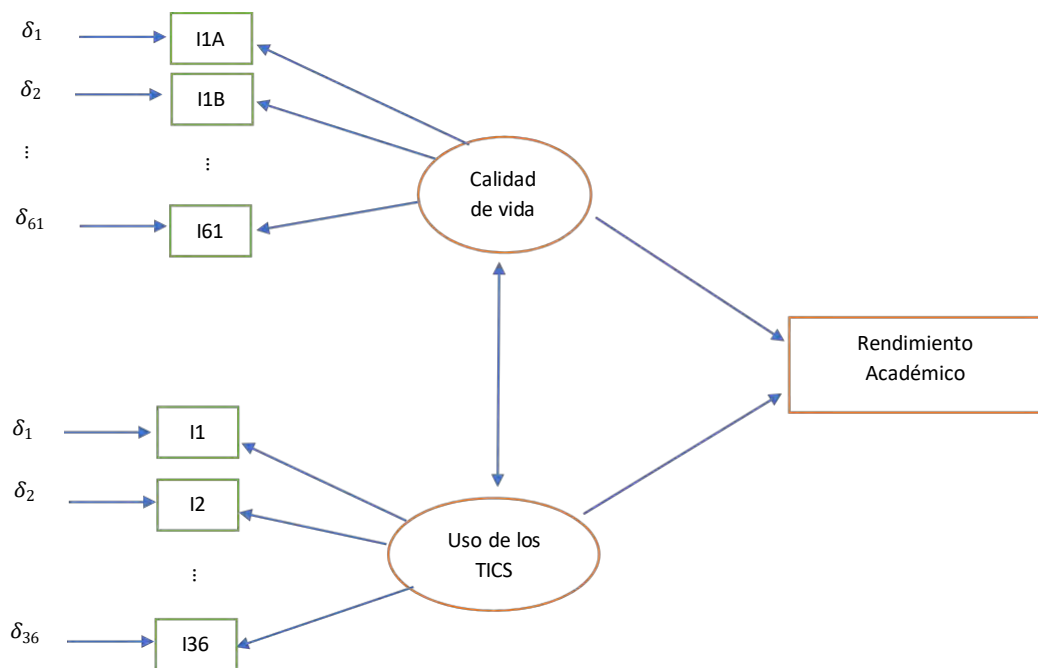 δ₁
I1A
δ₂
I1B
⋮
⋮
δ₆₁
I61
Calidad
de vida
Rendimiento
Académico
δ₁
I1
δ₂
I2
⋮
δ₃₆
I36
Uso de los
TICS